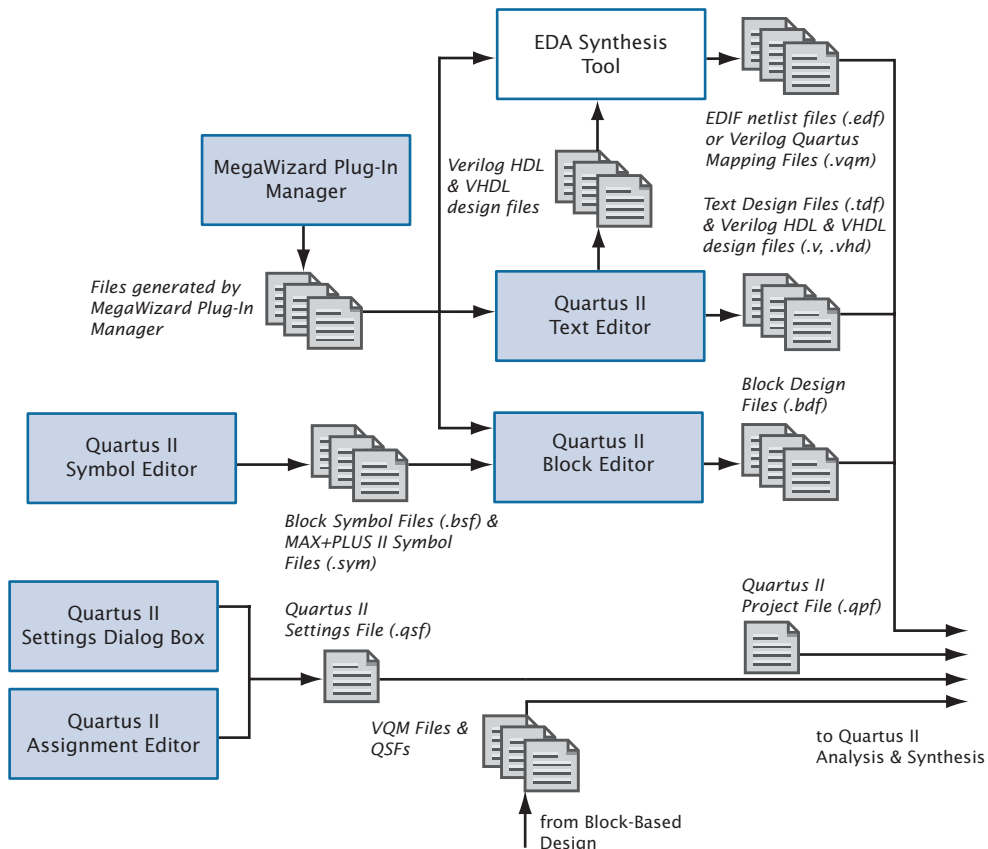 EDA Synthesis
Tool
EDIF netlist files (.edf)
or Verilog Quartus
Mapping Files (.vqm)
MegaWizard Plug-In
Manager
Verilog HDL
& VHDL
design files
Text Design Files (.tdf)
& Verilog HDL & VHDL
design files (.v, .vhd)
Files generated by
MegaWizard Plug-In
Manager
Quartus II
Text Editor
Block Design
Files (.bdf)
Quartus II
Symbol Editor
Quartus II
Block Editor
Block Symbol Files (.bsf) &
MAX+PLUS II Symbol
Files (.sym)
Quartus II
Settings Dialog Box
Quartus II
Settings File (.qsf)
Quartus II
Project File (.qpf)
Quartus II
Assignment Editor
VQM Files &
QSFs
to Quartus II
Analysis & Synthesis
from Block-Based
Design